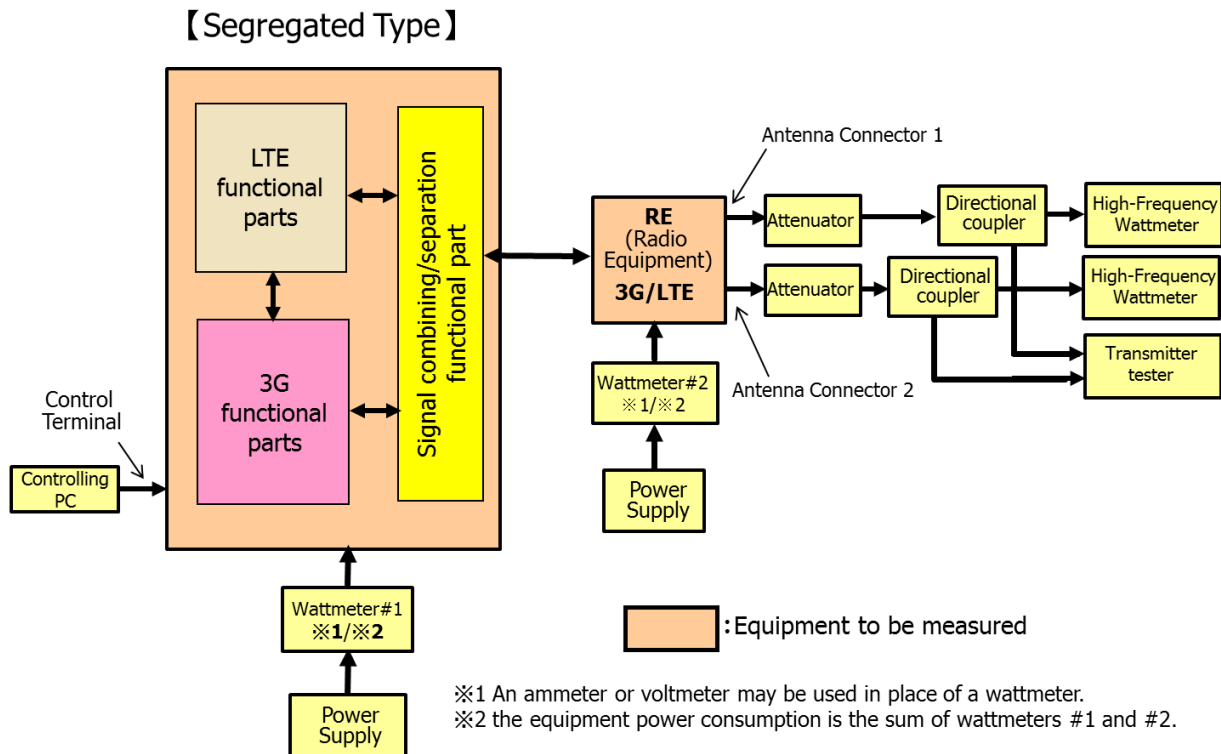 【Segregated Type】
LTE
functional
parts
3G
functional
parts
Signal combining/separation
functional part
Control
Terminal
Controlling
PC
Wattmeter#1
※1/※2
Power
Supply
RE
(Radio
Equipment)
3G/LTE
Wattmeter#2
※1/※2
Power
Supply
Antenna Connector 1
Antenna Connector 2
Attenuator
Attenuator
Directional
coupler
Directional
coupler
High-Frequency
Wattmeter
High-Frequency
Wattmeter
Transmitter
tester
:Equipment to be measured
※1 An ammeter or voltmeter may be used in place of a wattmeter.
※2 the equipment power consumption is the sum of wattmeters #1 and #2.